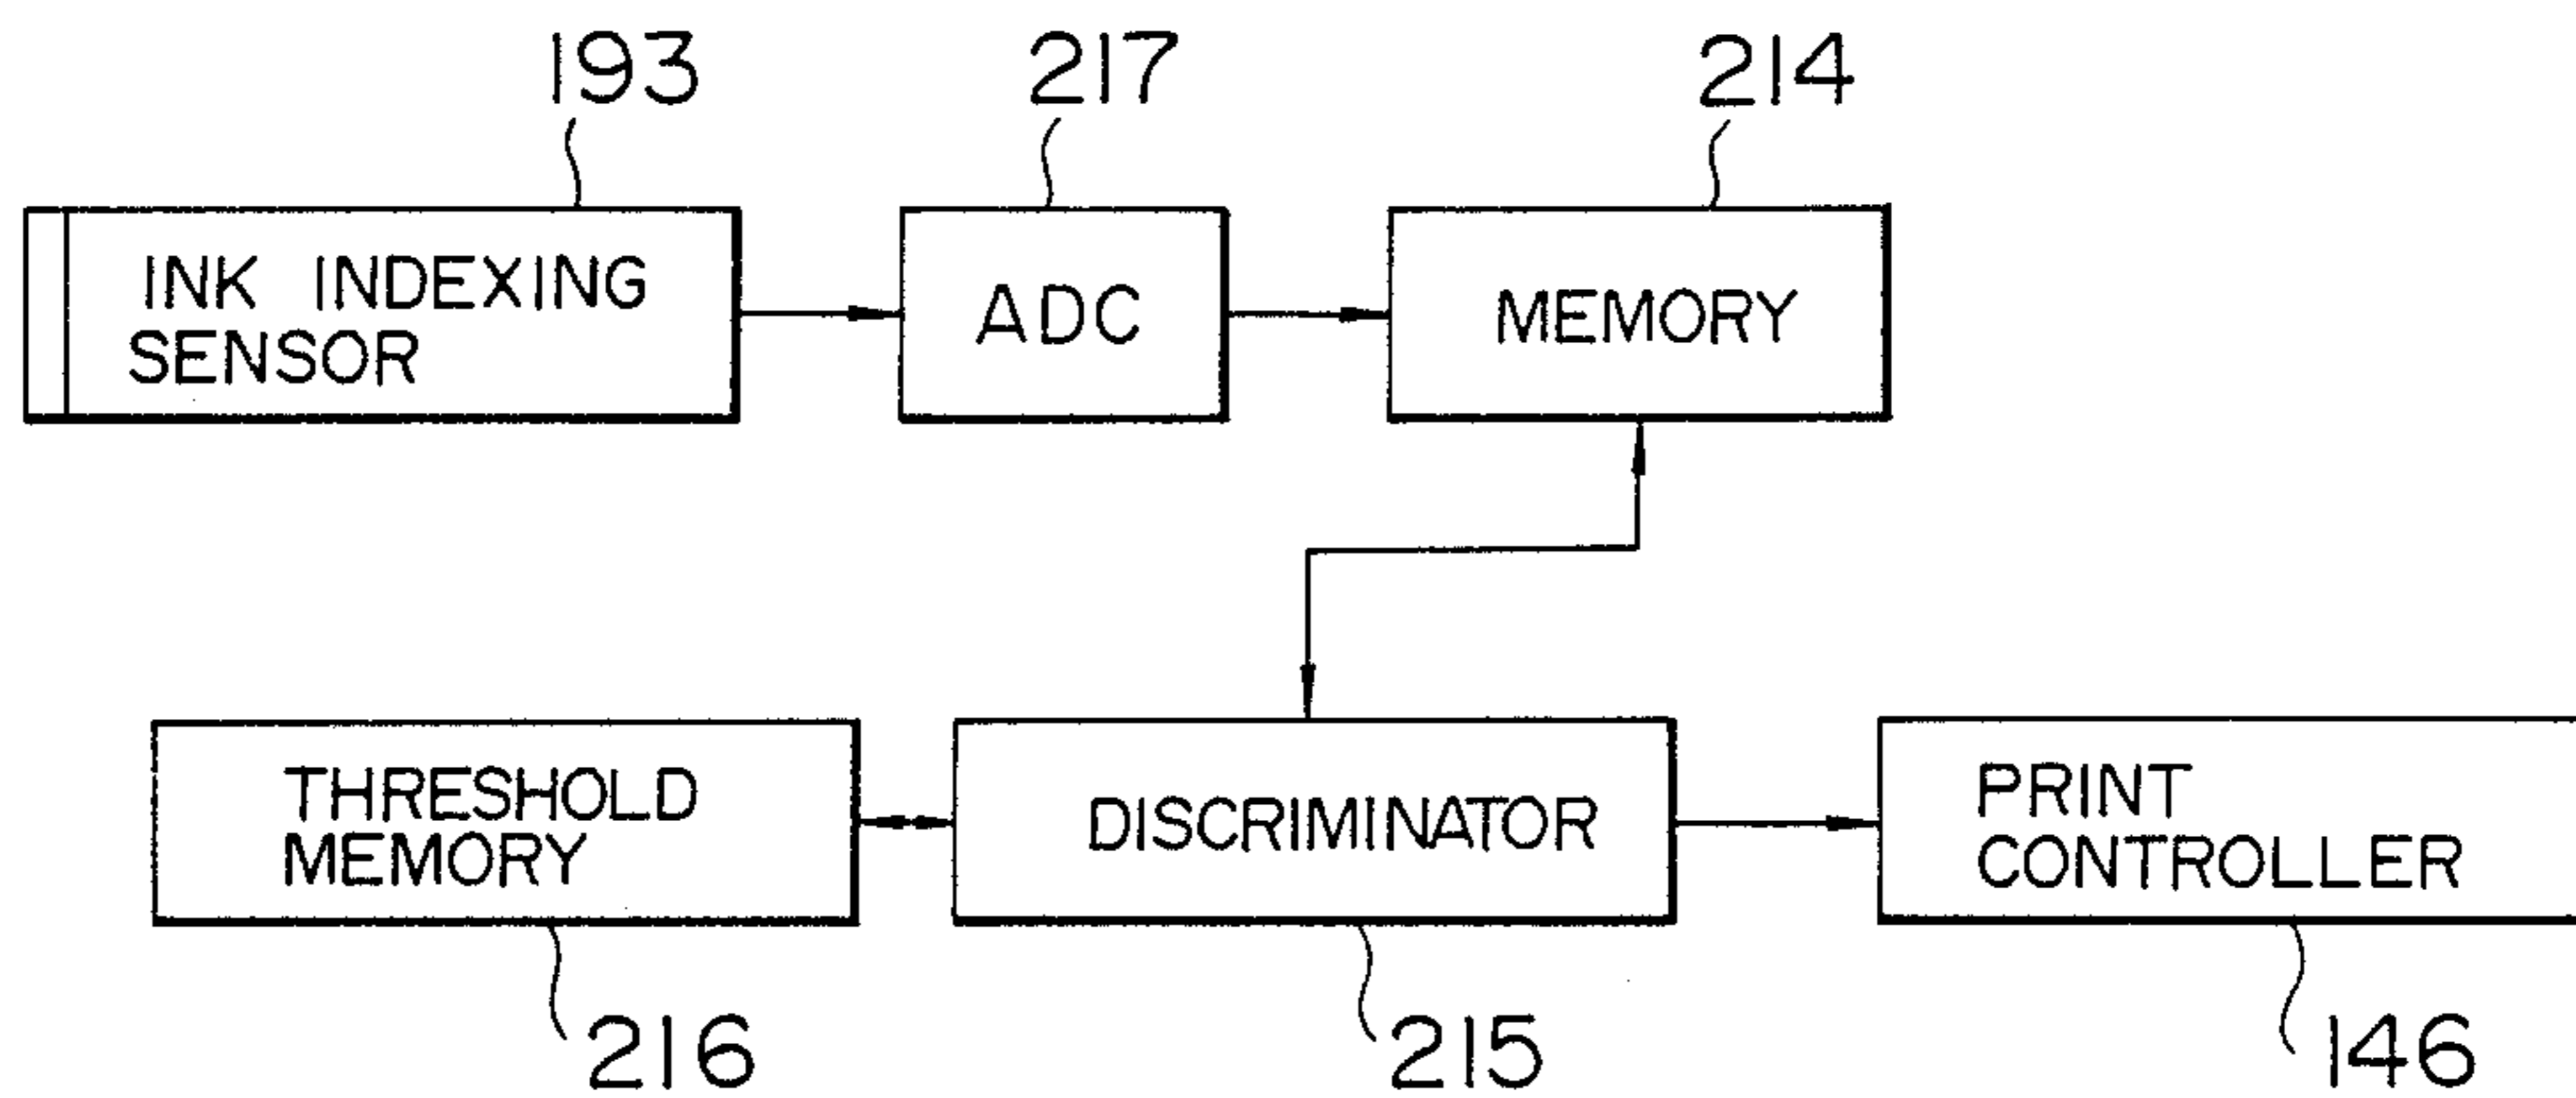 193
217
214
INK INDEXING
SENSOR
ADC
MEMORY
THRESHOLD
MEMORY
DISCRIMINATOR
PRINT
CONTROLLER
216
215
146